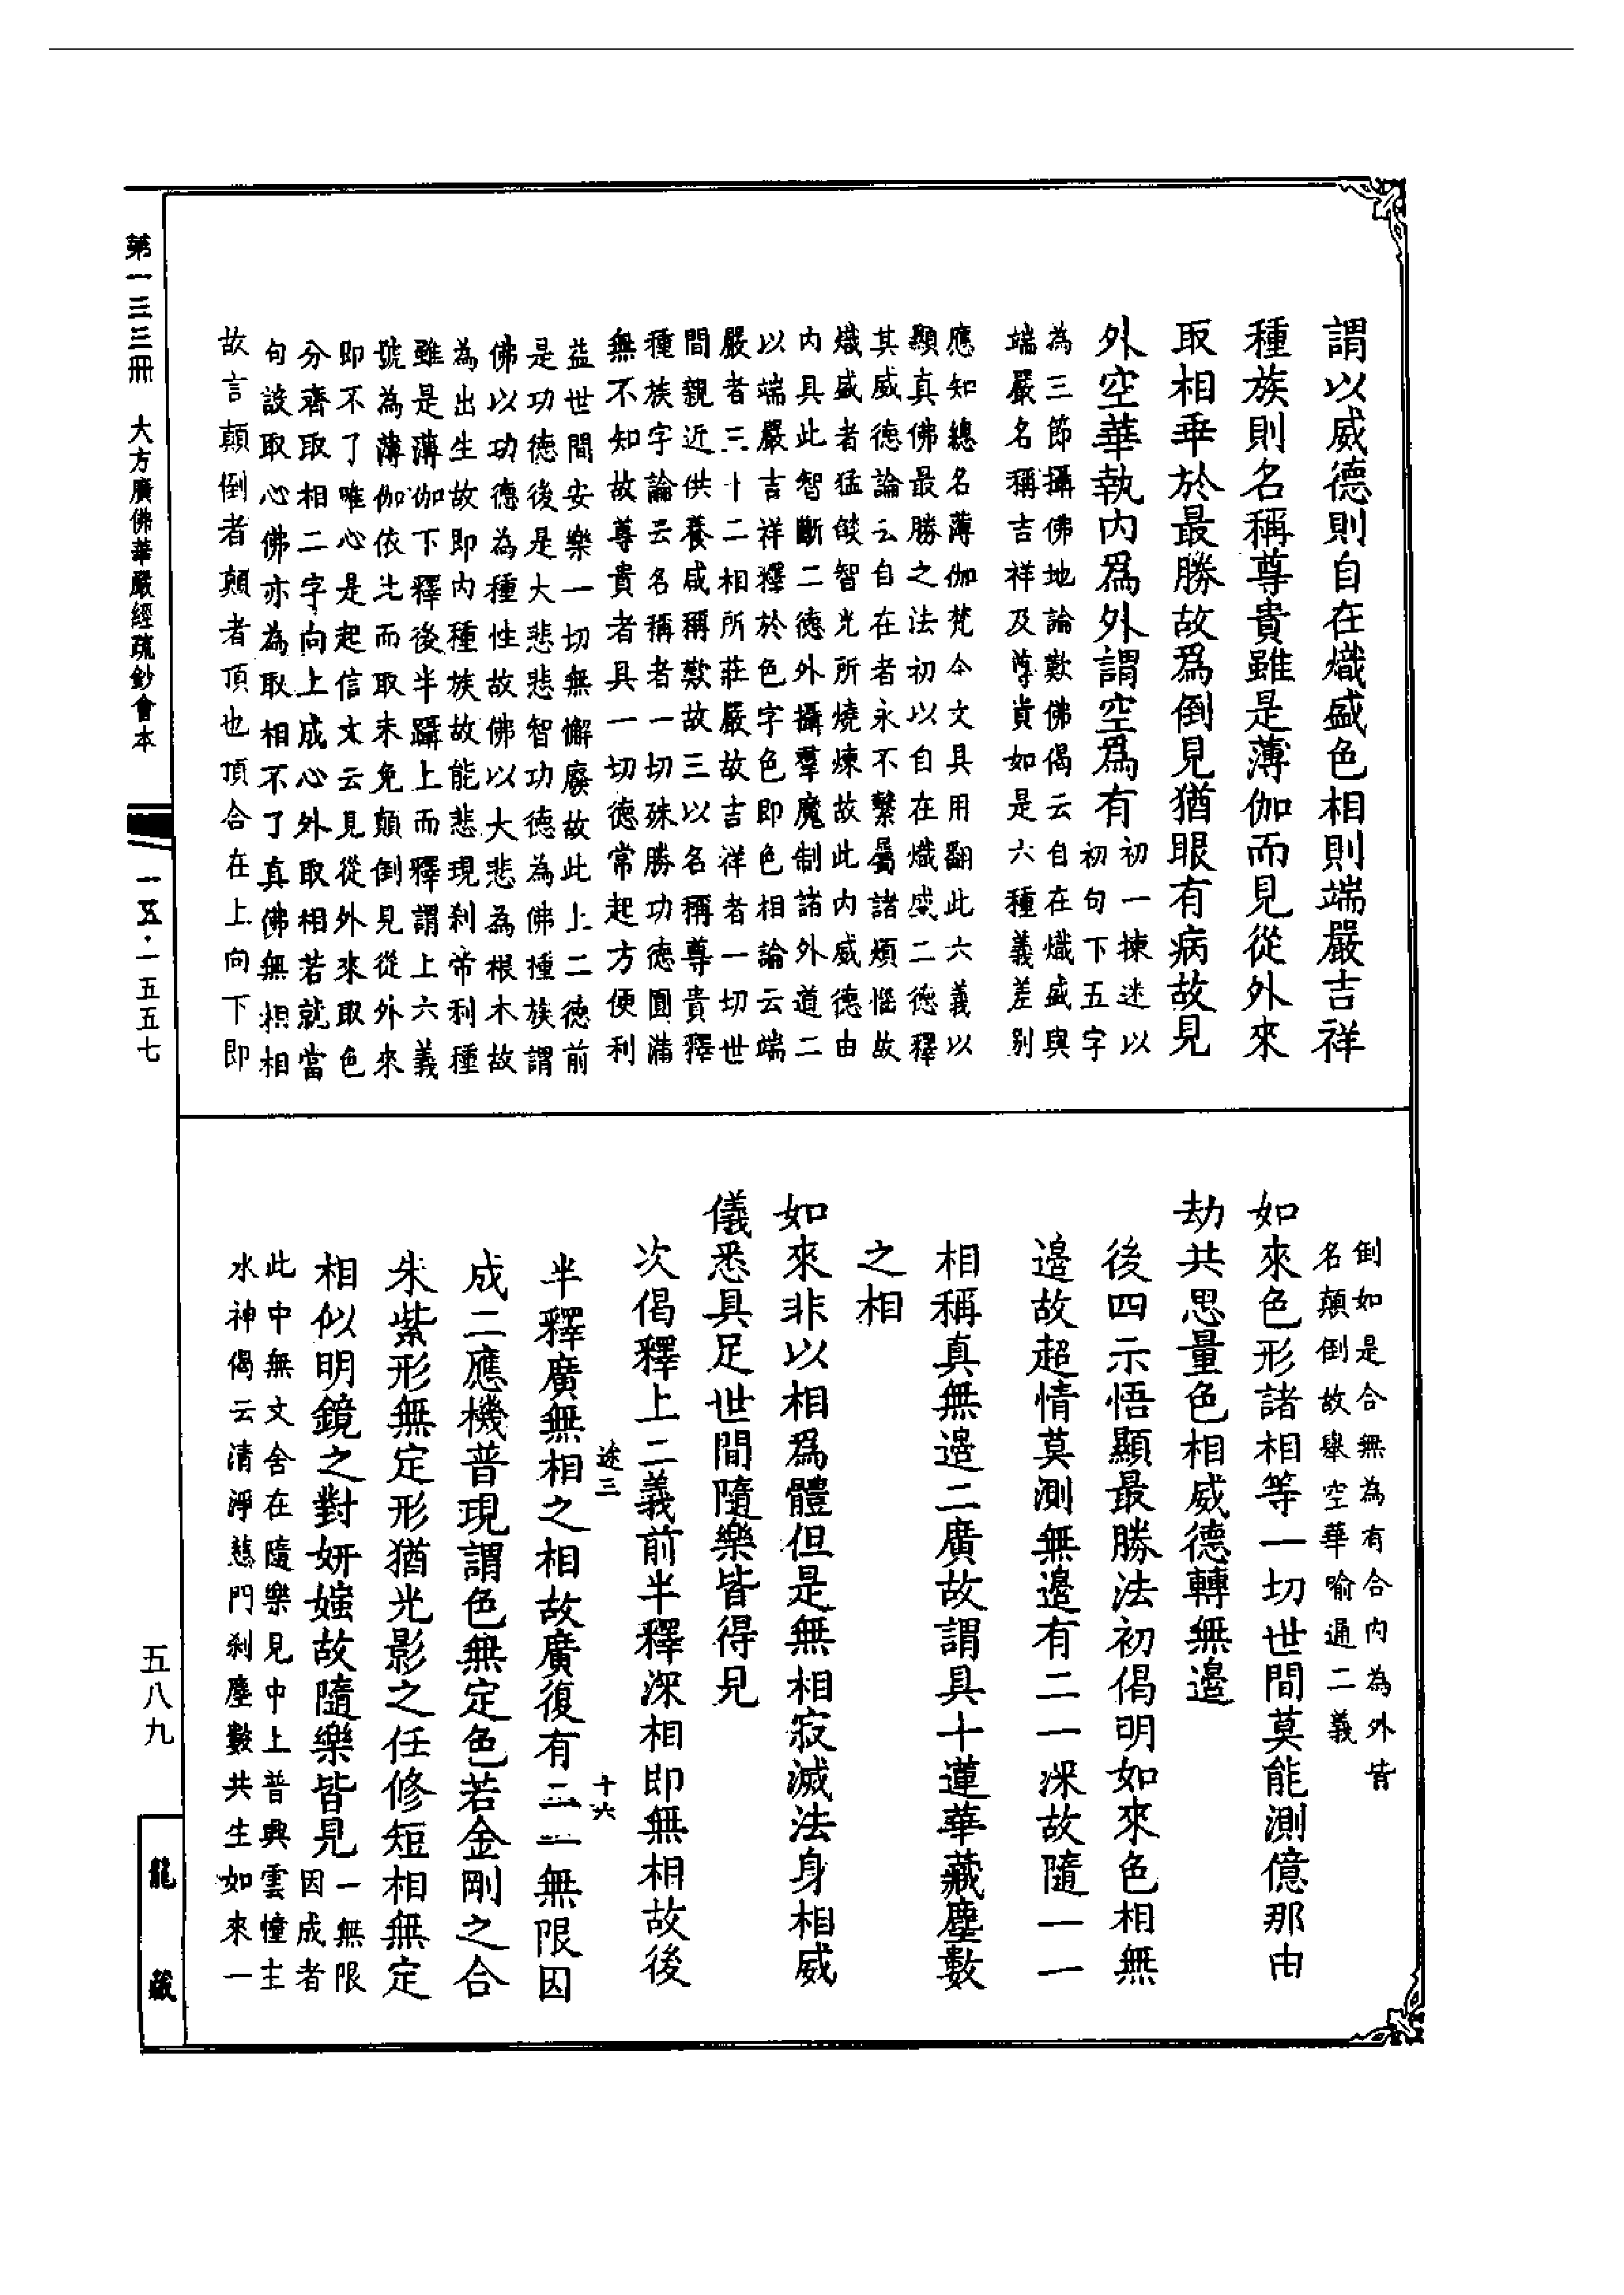 謂以威德則自在熾盛色相則端嚴吉祥
種族則名稱尊貴雖是薄伽而見從外來
取相乖於最勝故爲倒見猶眼有病故見
外空華執内爲外謂空爲有
初一揀迷以
初句下五字
為三節攝佛地論歎佛偈云自在熾盛與
端嚴名稱吉祥及尊貴如是六種義差别
應知總名薄伽梵今文具用翻此六義以
顯真佛最勝之法初以自在熾盛二德釋
其威德論云自在者永不繫屬諸煩惱故
熾盛者猛燄智光所燒煉故此内威德由
内具此智斷二德外攝羣魔制諸外道二
以端嚴吉祥釋於色字色即色相論云端
嚴者三十二相所莊嚴故吉祥者一切世
間親近供養咸稱歎故三以名稱尊貴釋
種族字論云名稱者一切殊勝功德圓滿
無不知故尊貴者具一切德常起方便利
益世間安樂一切無懈廢故此上二德前
是功德後是大悲悲智功德為佛種族謂
佛以功德為種性故佛以大悲為根木故
為出生故即内種族故能悲現刹帝利種
雖是薄伽下釋後半躡上而釋謂上六義
號為薄伽依此而取未免顛倒見從外來
即不了唯心是起信文云見從外來取色
分齊取相二字向上成心外取相若就當
句說取心佛亦為取相不了真佛無相相
故言顛倒者顛者頂也頂合在上向下即
倒如是合無為有合内為外皆
名顛倒故舉空華喻通二義
如來色形諸相等一切世間莫能測億那由
劫共思量色相威德轉無邊
後四示悟顯最勝法初偈明如來色相無
邉故超情莫測無邉有二一深故隨一一
相稱真無邉二廣故謂具十蓮華藏塵數
之相
如來非以相爲體但是無相寂滅法身相威
儀悉具足世間隨樂皆得見
次偈釋上二義前半釋深相即無相故後
途三
十六
半釋廣無相之相故廣復有二一無限因
成二應機普現謂色無定色若金剛之合
朱紫形無定形猶光影之任修短相無定
相似明鏡之對妍媸故隨樂皆見
一無限
因成者
此中無文含在隨樂見中上普興雲幢主
水神偈云清淨慈門刹塵數共生如來一
第一三三冊
大方廣佛華嚴經疏鈔會本
一五·一五五七
五八九
龍藏